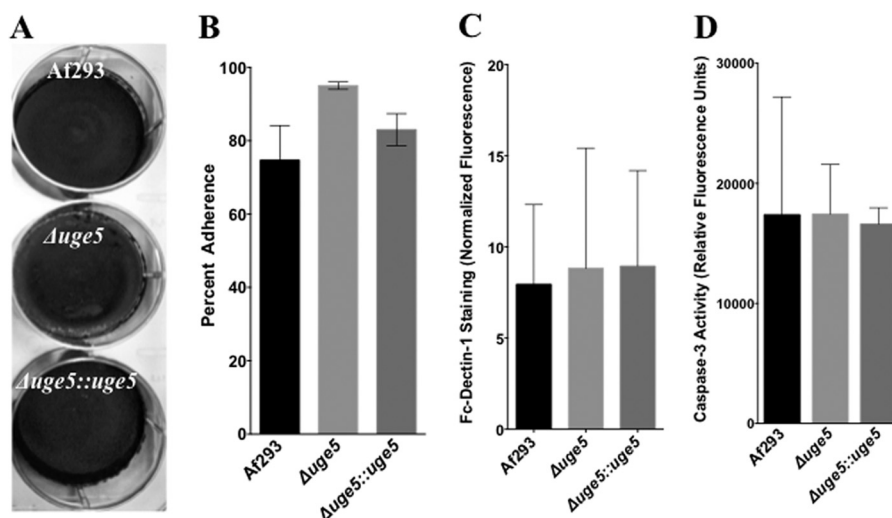 A
Af293
Δuge5
Δuge5::uge5
B
Percent Adherence
100
80
60
40
20
0
Af293
Δuge5
Δuge5::uge5
C
Fc-Dectin-1 Staining (Normalized Fluorescence)
20
15
10
5
0
Af293
Δuge5
Δuge5::uge5
D
Caspase-3 Activity (Relative Fluorescence Units)
30000
20000
10000
0
Af293
Δuge5
Δuge5::uge5